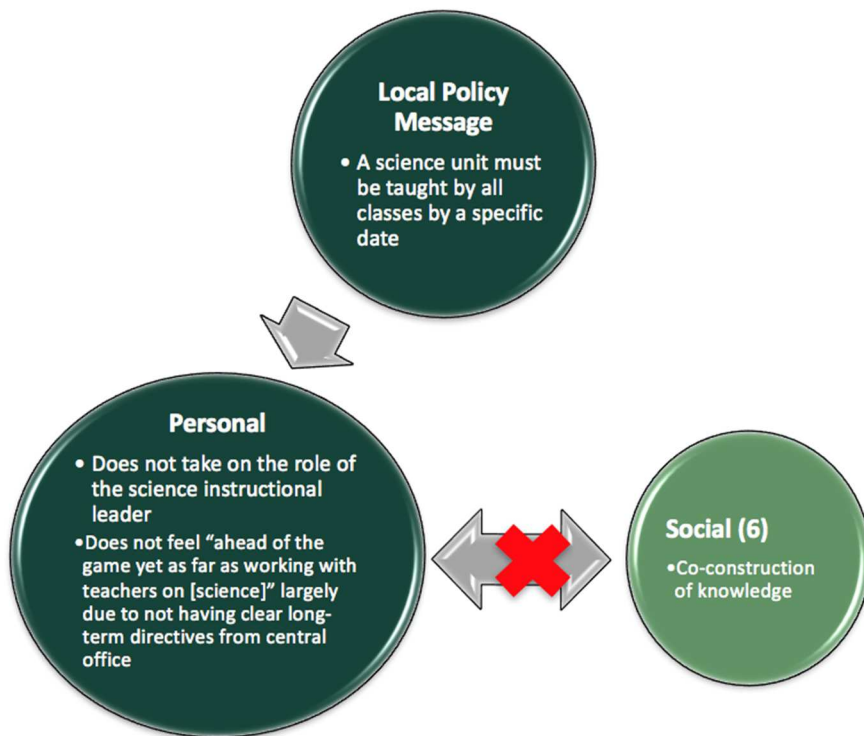 Local Policy
Message
• A science unit must
be taught by all
classes by a specific
date
Personal
• Does not take on the role of
the science instructional
leader
•Does not feel “ahead of the
game yet as far as working with
teachers on [science]” largely
due to not having clear long-
term directives from central
office
Social (6)
•Co-construction
of knowledge